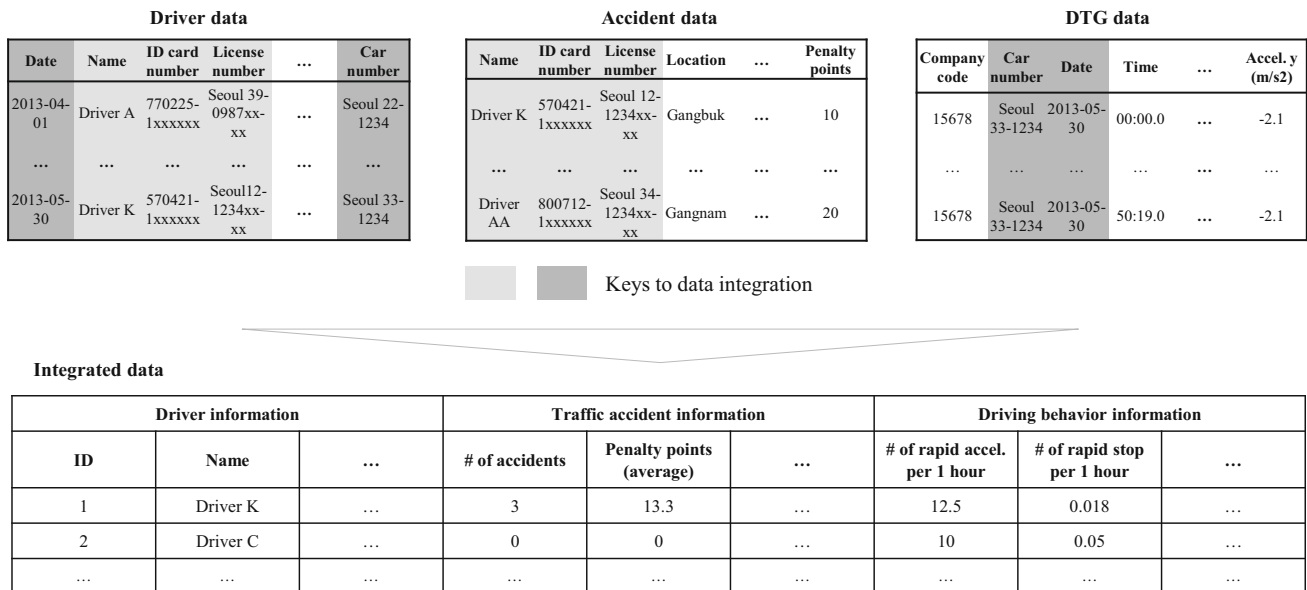 Driver data
Date Name ID card number License number ... Car number
2013-04-01 Driver A 770225-1xxxxxx Seoul 39-0987xx-xx ... Seoul 22-1234
... ... ... ... ... ...
2013-05-30 Driver K 570421-1xxxxxx Seoul12-1234xx-xx ... Seoul 33-1234
Accident data
Name ID card number License number Location ... Penalty points
Driver K 570421-1xxxxxx Seoul 12-1234xx-xx Gangbuk ... 10
... ... ... ... ... ...
Driver AA 800712-1xxxxxx Seoul 34-1234xx-xx Gangnam ... 20
DTG data
Company code Car number Date Time ... Accel. y (m/s2)
15678 Seoul 33-1234 2013-05-30 00:00.0 ... -2.1
... ... ... ... ... ...
15678 Seoul 33-1234 2013-05-30 50:19.0 ... -2.1
Keys to data integration
Integrated data
Driver information Traffic accident information Driving behavior information
ID Name ... # of accidents Penalty points (average) ... # of rapid accel. per 1 hour # of rapid stop per 1 hour ...
1 Driver K ... 3 13.3 ... 12.5 0.018 ...
2 Driver C ... 0 0 ... 10 0.05 ...
... ... ... ... ... ... ... ... ...